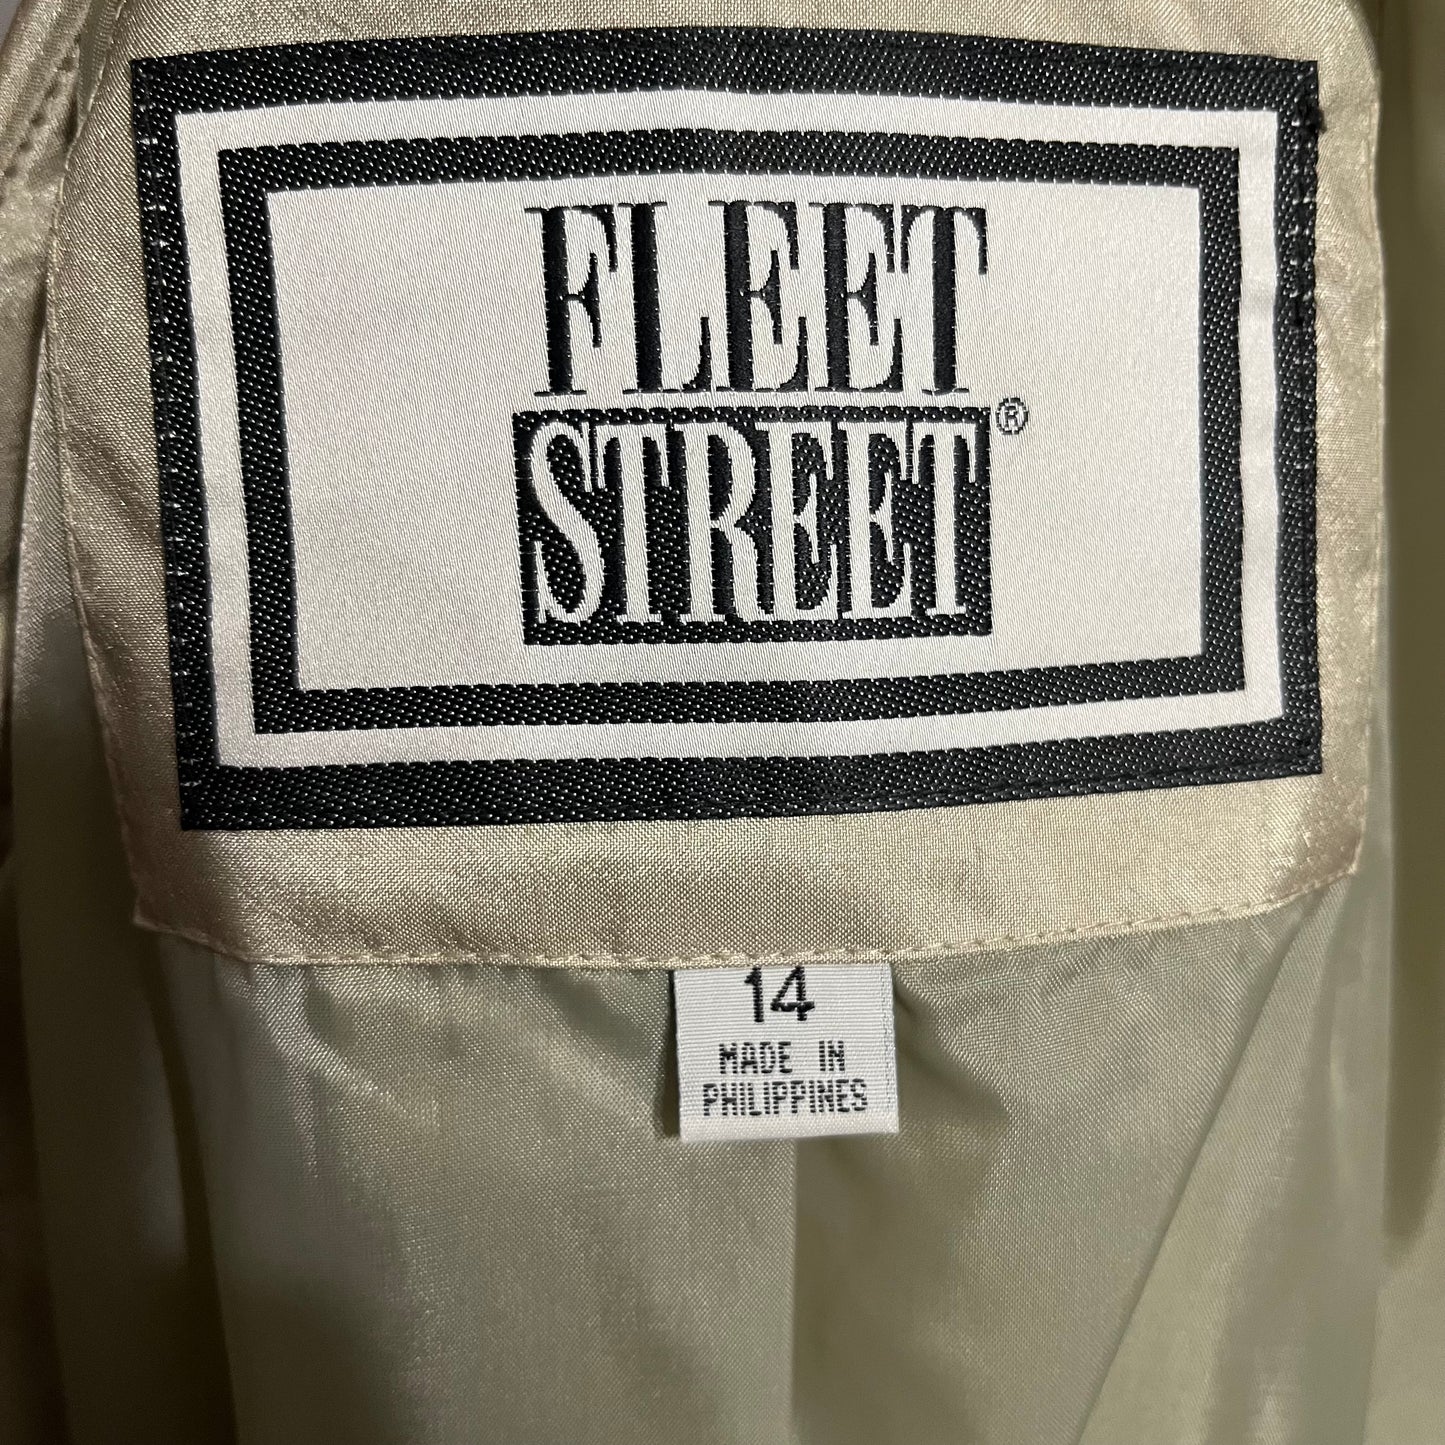 FLEET
STREET®
14
MADE IN
PHILIPPINES